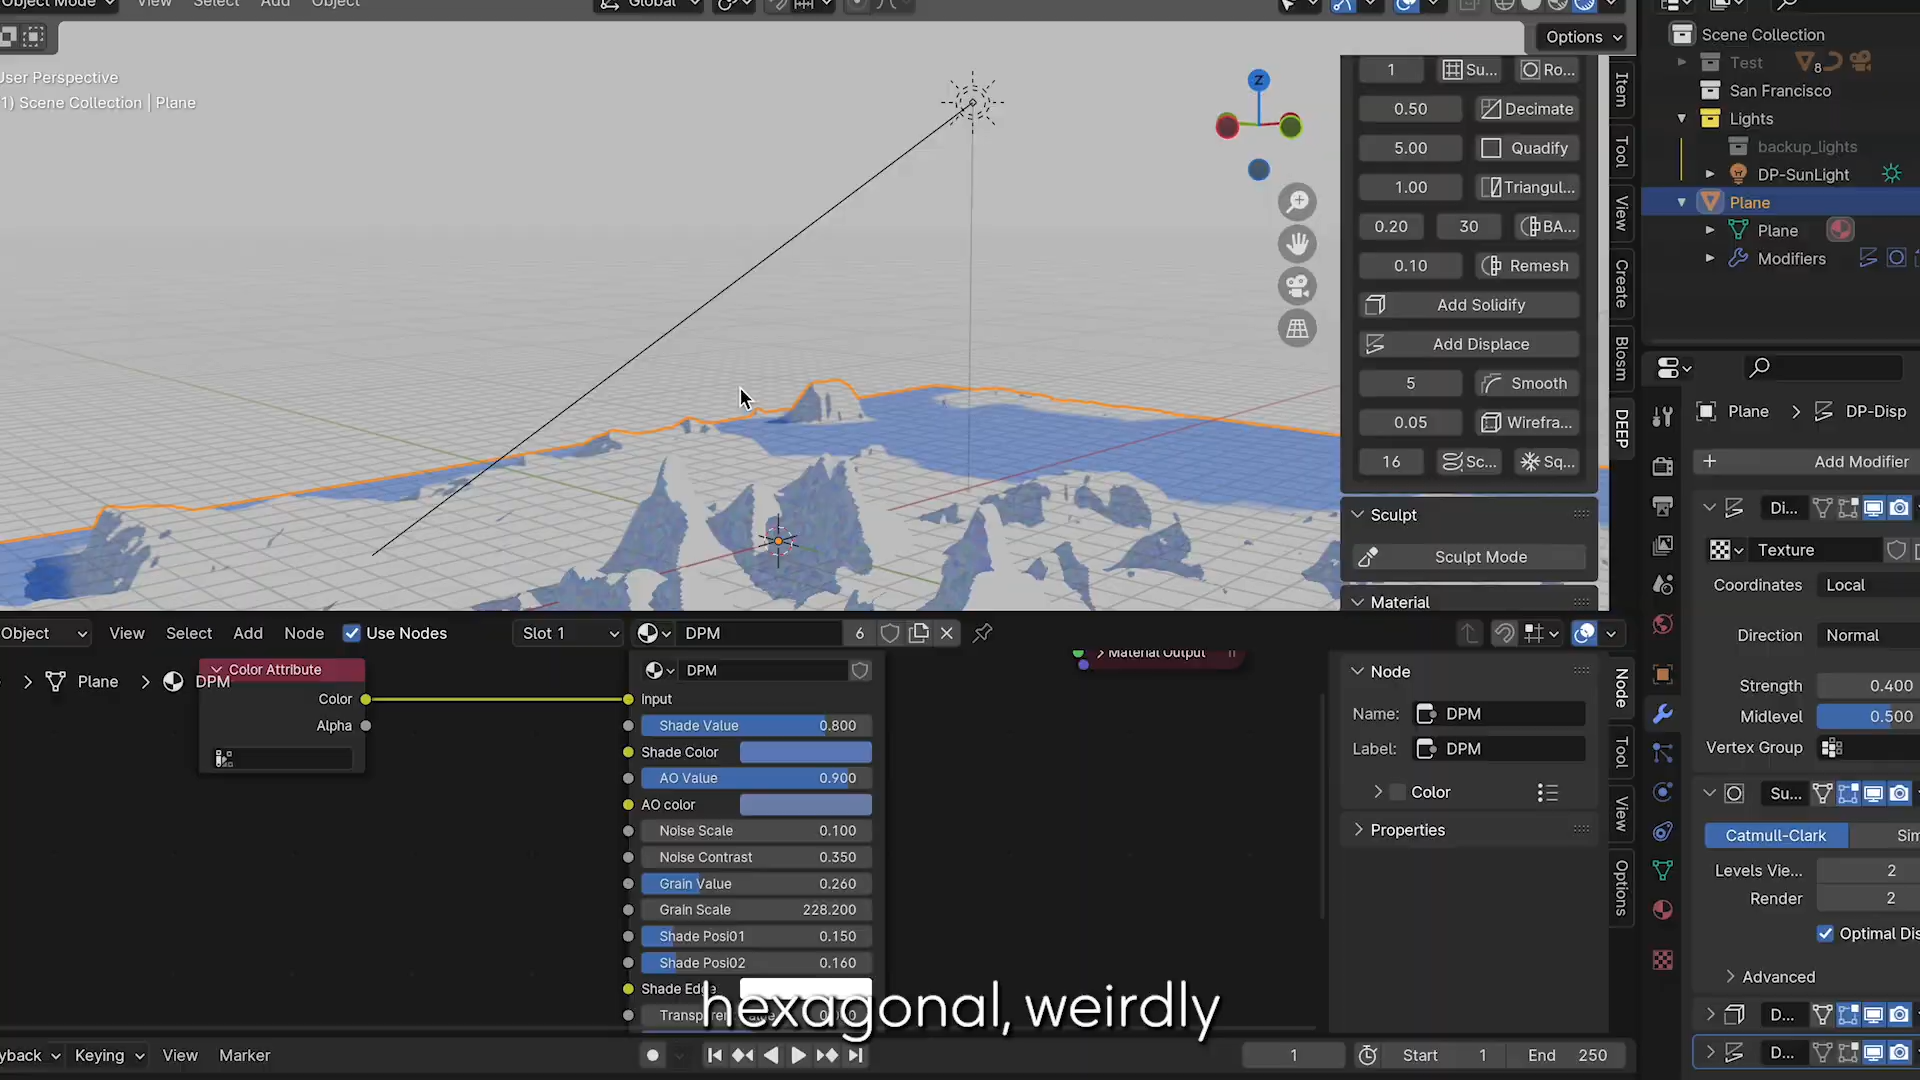 Object Mode
View
Select
Add
Object
Global
Options
User Perspective
1) Scene Collection | Plane
Z
1
Su...
Ro...
0.50
Decimate
5.00
Quadify
1.00
Triangul...
0.20
30
BA...
0.10
Remesh
Add Solidify
Add Displace
5
Smooth
0.05
Wirefra...
16
Sc...
Sq...
Sculpt
Sculpt Mode
Material
Item
Tool
View
Create
Blosm
DEEP
Scene Collection
Test
8
San Francisco
Lights
backup_lights
DP-SunLight
Plane
Plane
Modifiers
Plane
DP-Disp
Add Modifier
Di...
Texture
Coordinates
Local
Direction
Normal
Strength
0.400
Midlevel
0.500
Vertex Group
Su...
Catmull-Clark
Sim
Levels Vie...
2
Render
2
Optimal Dis
Advanced
D...
D...
Object
View
Select
Add
Node
Use Nodes
Slot 1
DPM
6
Plane
DPM
Color Attribute
Color
Alpha
DPM
Input
Shade Value
0.800
Shade Color
AO Value
0.900
AO color
Noise Scale
0.100
Noise Contrast
0.350
Grain Value
0.260
Grain Scale
228.200
Shade Posi01
0.150
Shade Posi02
0.160
Shade Edge
Material Output
Node
Name:
DPM
Label:
DPM
Color
Properties
Node
Tool
View
Options
hexagonal, weirdly
yback
Keying
View
Marker
1
Start
1
End
250